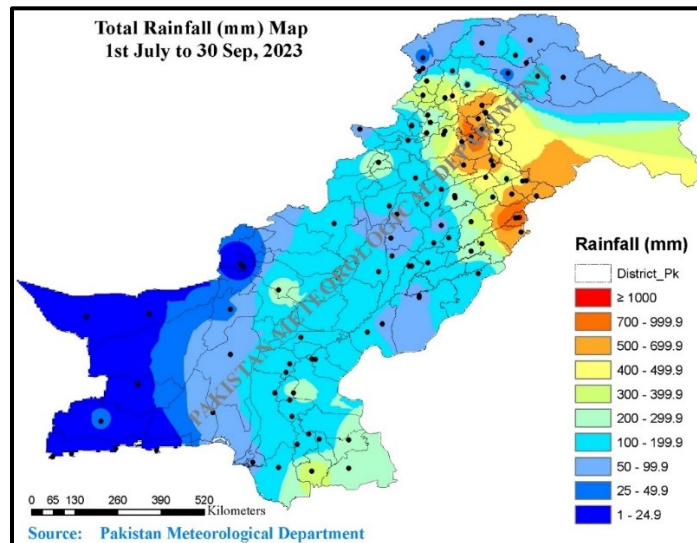 Total Rainfall (mm) Map
1st July to 30 Sep, 2023
PAKISTAN METEOROLOGICAL DEPARTMENT
Rainfall (mm)
District_Pk
≥ 1000
700 - 999.9
500 - 699.9
400 - 499.9
300 - 399.9
200 - 299.9
100 - 199.9
50 - 99.9
25 - 49.9
1 - 24.9
0 65 130 260 390 520
Kilometers
Source: Pakistan Meteorological Department